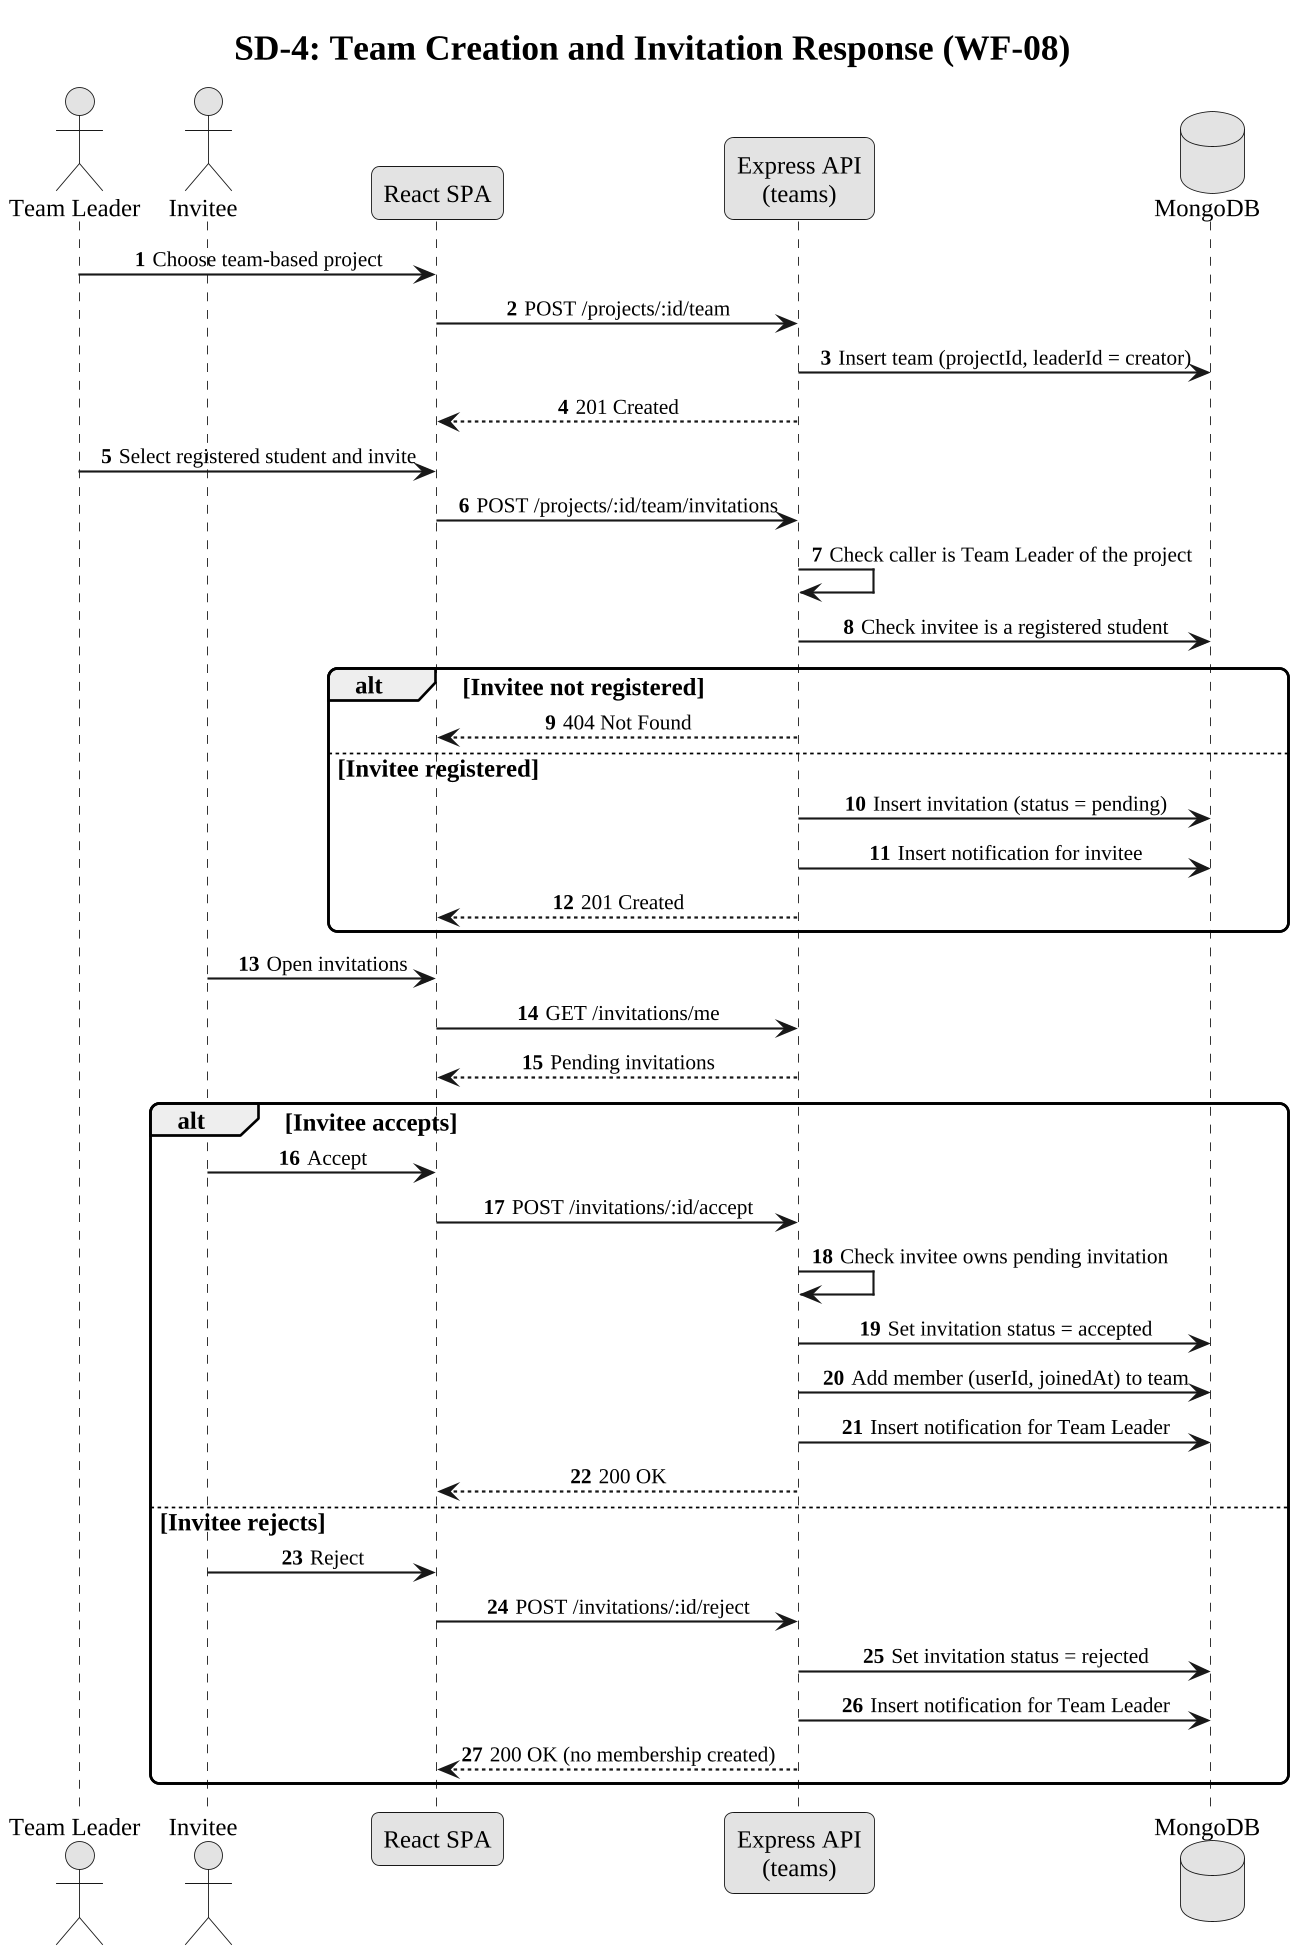 SD-4: Team Creation and Invitation Response (WF-08)
Team Leader
Invitee
React SPA
Express API
(teams)
MongoDB
1 Choose team-based project
2 POST /projects/:id/team
3 Insert team (projectId, leaderId = creator)
4 201 Created
5 Select registered student and invite
6 POST /projects/:id/team/invitations
7 Check caller is Team Leader of the project
8 Check invitee is a registered student
alt
[Invitee not registered]
9 404 Not Found
[Invitee registered]
10 Insert invitation (status = pending)
11 Insert notification for invitee
12 201 Created
13 Open invitations
14 GET /invitations/me
15 Pending invitations
alt
[Invitee accepts]
16 Accept
17 POST /invitations/:id/accept
18 Check invitee owns pending invitation
19 Set invitation status = accepted
20 Add member (userId, joinedAt) to team
21 Insert notification for Team Leader
22 200 OK
[Invitee rejects]
23 Reject
24 POST /invitations/:id/reject
25 Set invitation status = rejected
26 Insert notification for Team Leader
27 200 OK (no membership created)
Team Leader
Invitee
React SPA
Express API
(teams)
MongoDB